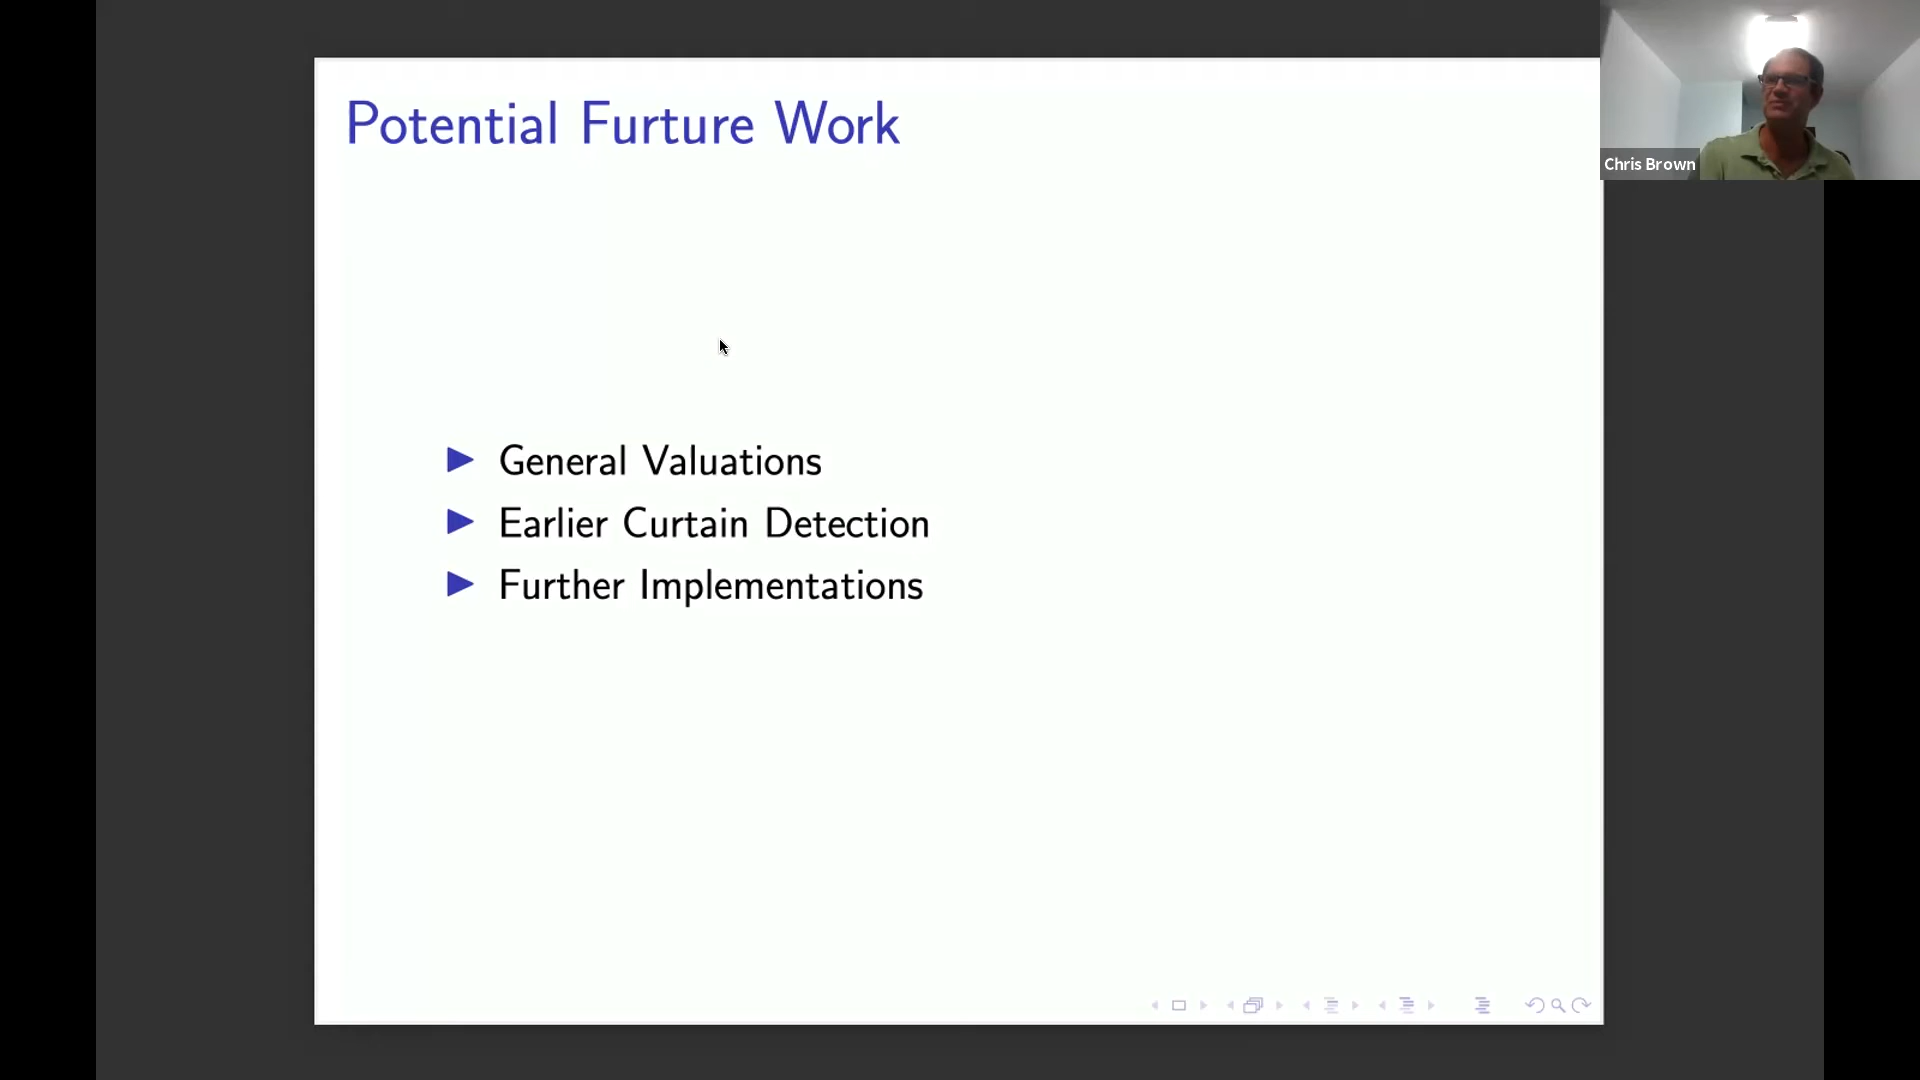 Potential Furture Work
Chris Brown
General Valuations
Earlier Curtain Detection
Further Implementations